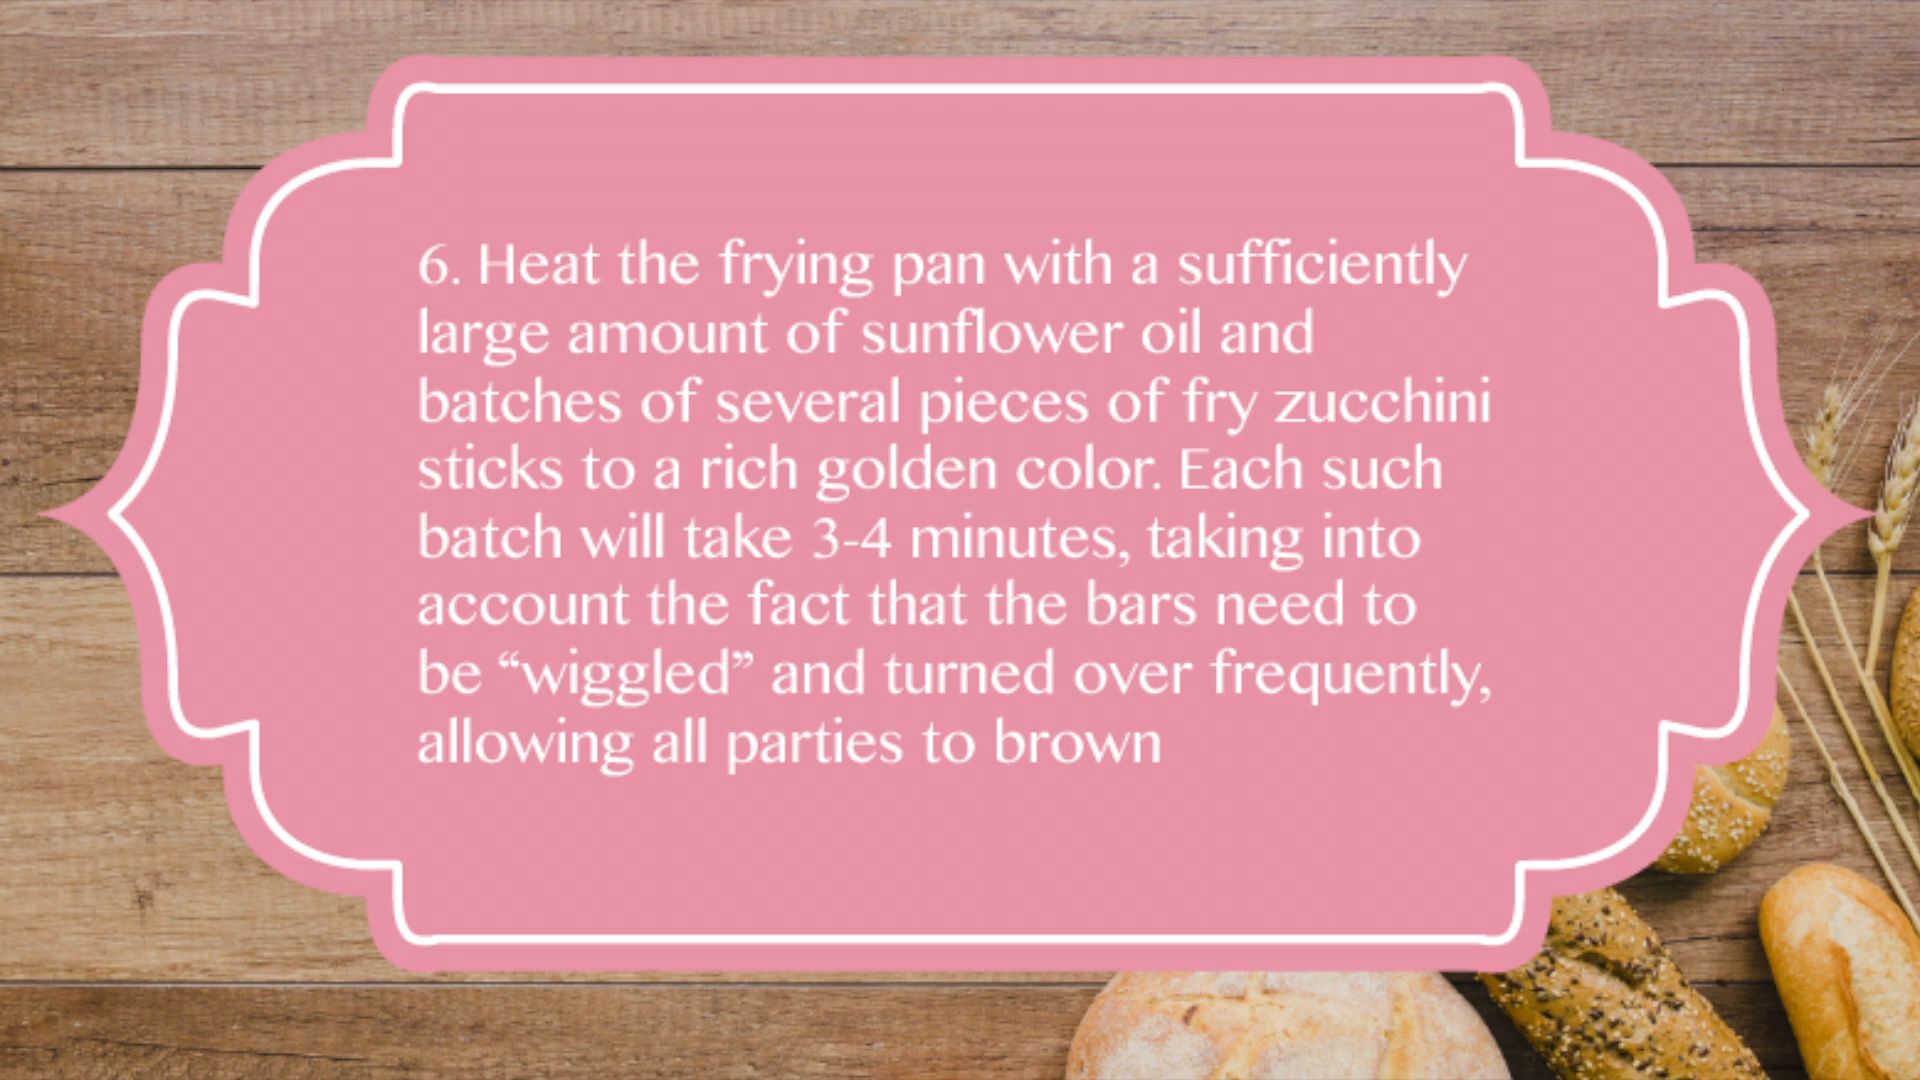 6. Heat the frying pan with a sufficiently
large amount of sunflower oil and
batches of several pieces of fry zucchini
sticks to a rich golden color. Each such
batch will take 3-4 minutes, taking into
account the fact that the bars need to
be “wiggled” and turned over frequently,
allowing all parties to brown